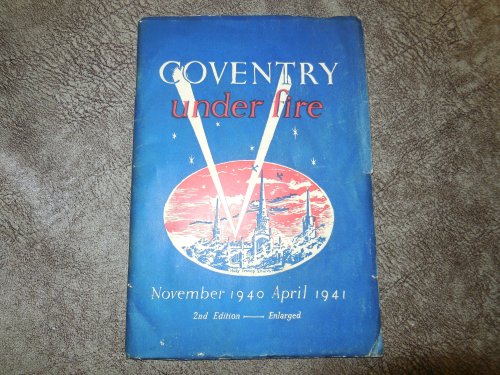 COVENTRY
under fire
November 1940 April 1941
2nd Edition — Enlarged